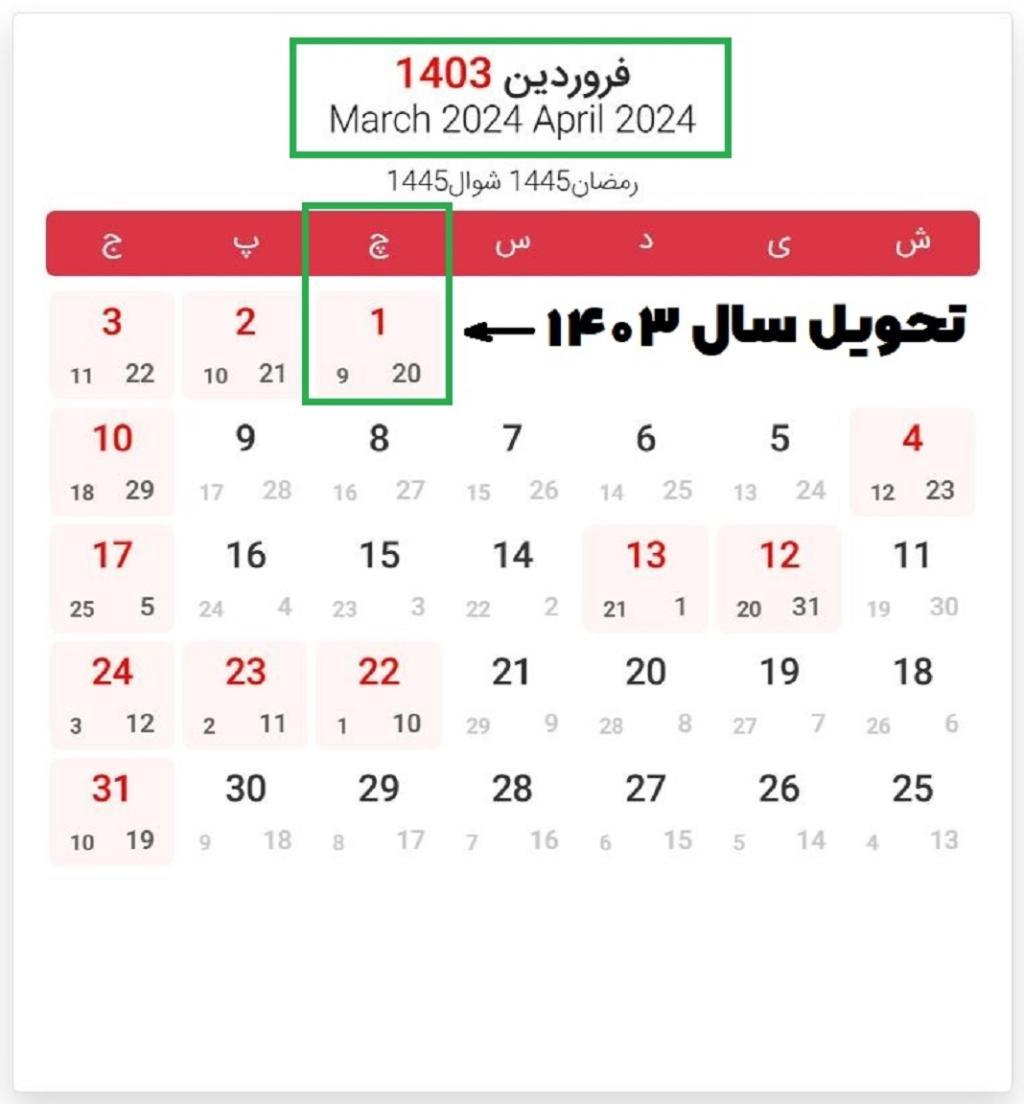 فروردین 1403
March 2024 April 2024
رمضان1445 شوال1445
ش ی د س چ پ ج
تحویل سال ۱۴۰۳ 1 2 3
20 9 21 10 22 11
4 5 6 7 8 9 10
23 12 24 13 25 14 26 15 27 16 28 17 29 18
11 12 13 14 15 16 17
30 19 31 20 1 21 2 22 3 23 4 24 5 25
18 19 20 21 22 23 24
6 26 7 27 8 28 9 29 10 1 11 2 12 3
25 26 27 28 29 30 31
13 4 14 5 15 6 16 7 17 8 18 9 19 10